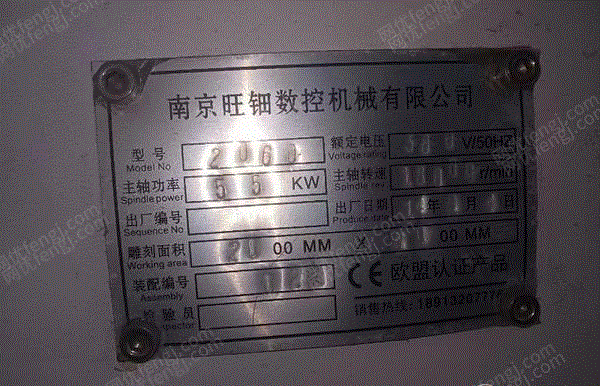 南京旺钿数控机械有限公司
型号 2060 额定电压 380 V/50HZ
Model No Voltage rating
主轴功率 55 KW 主轴转速 r/min
Spindle power Spindle rev
出厂编号 出厂日期 年 月 日
Sequence No Produce date
雕刻面积 20 00 MM X 00 MM
Working area
装配编号 CE 欧盟认证产品
Assembly
检验员 销售热线: